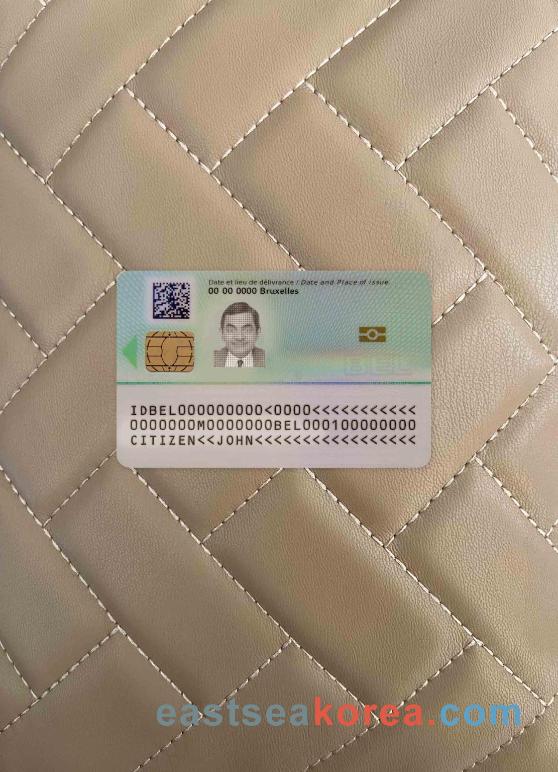 Date et lieu de délivrance / Date and Place of issue
00 00 0000 Bruxelles
BEL
IDBEL000000000<0000<<<<<<<<<<<
0000000M0000000BEL000100000000
CITIZEN<<JOHN<<<<<<<<<<<<<<<<<
eastseakorea.com